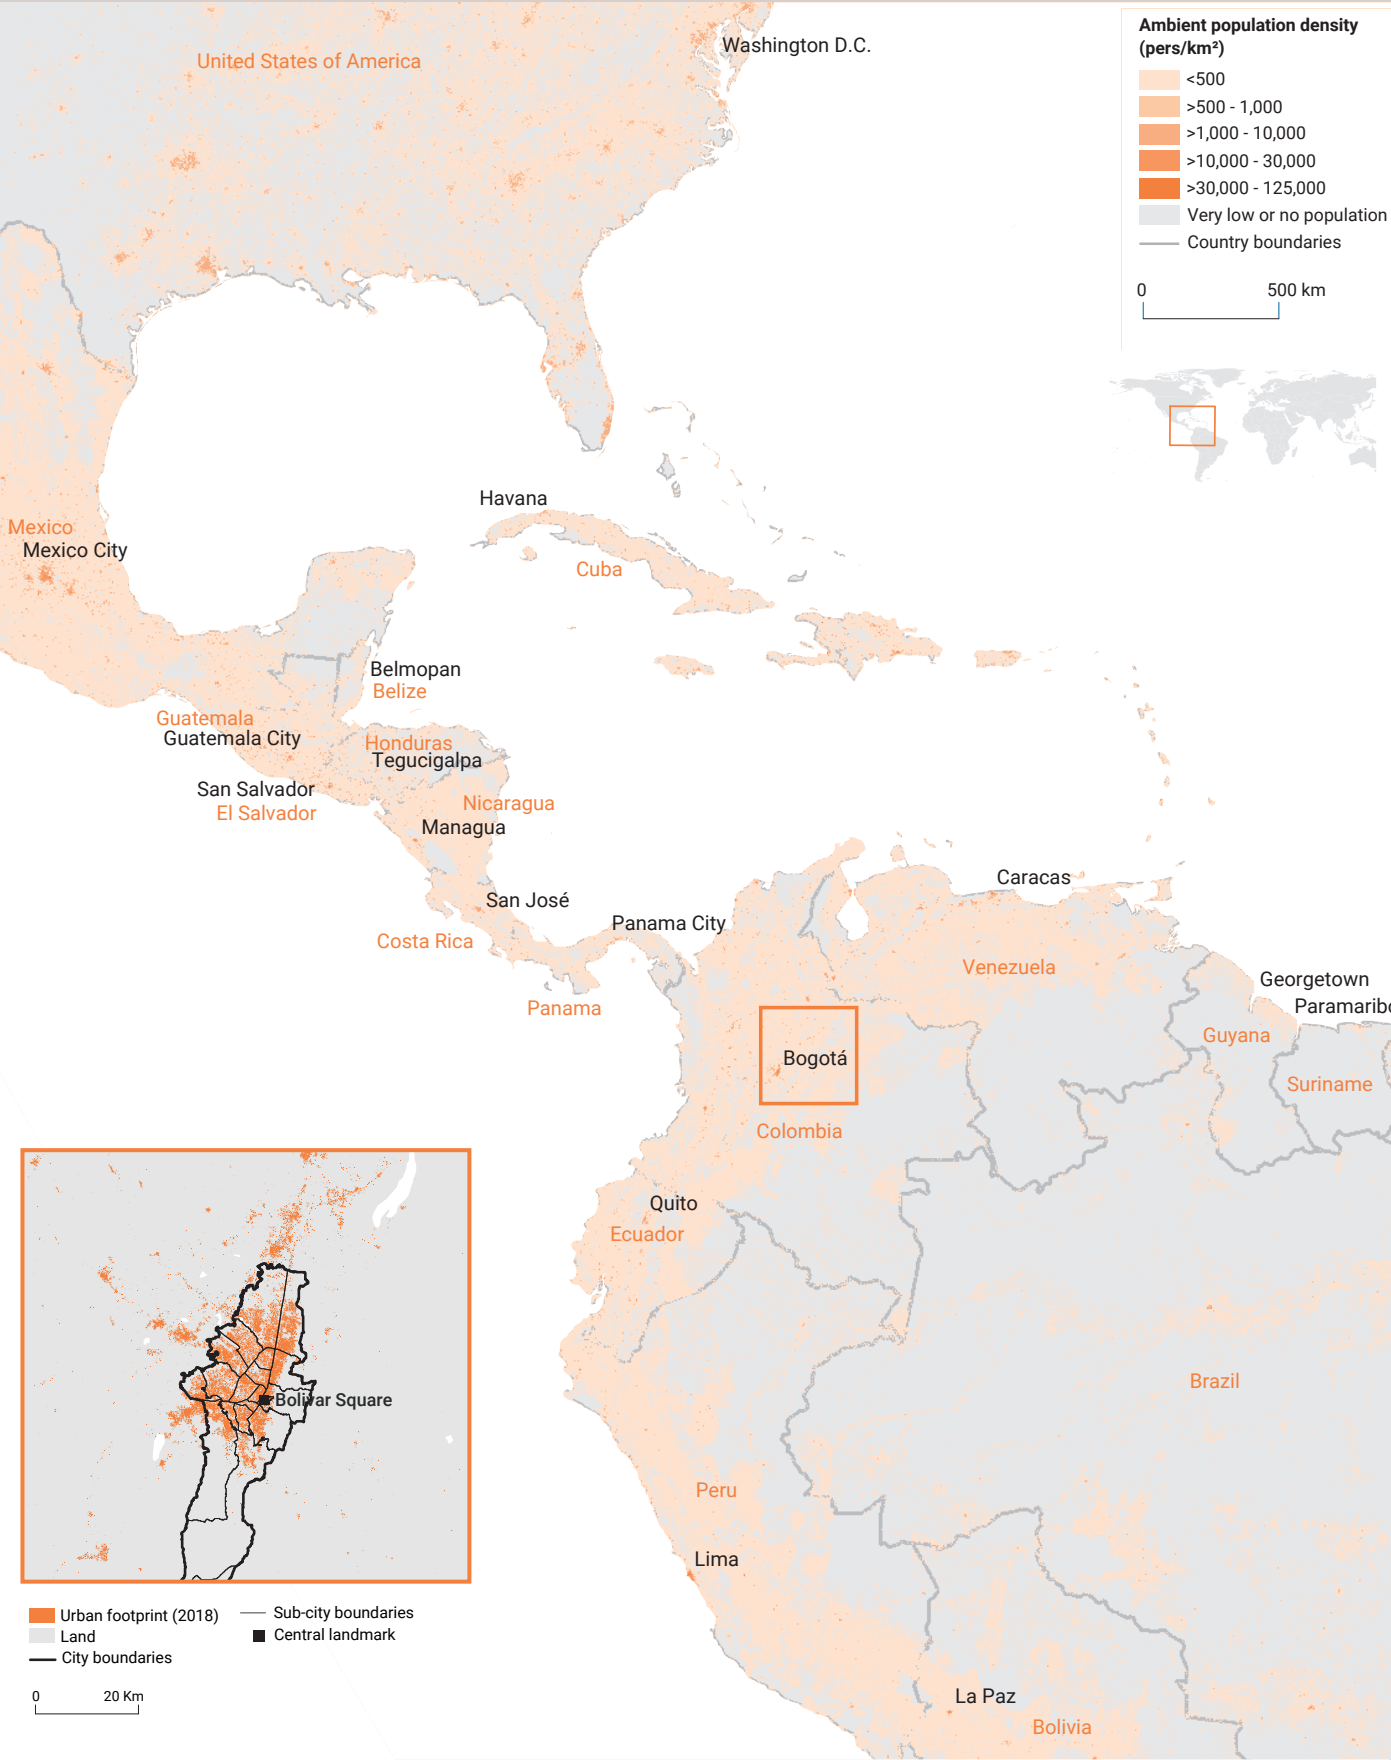 Ambient population density
(pers/km²)
<500
>500 - 1,000
>1,000 - 10,000
>10,000 - 30,000
>30,000 - 125,000
Very low or no population
Country boundaries
0 500 km
United States of America
Washington D.C.
Havana
Mexico
Mexico City
Cuba
Belmopan
Belize
Guatemala
Guatemala City
Honduras
Tegucigalpa
San Salvador
El Salvador
Nicaragua
Managua
San José
Costa Rica
Panama City
Panama
Caracas
Venezuela
Georgetown
Paramaribo
Guyana
Suriname
Bogotá
Colombia
Quito
Ecuador
Brazil
Peru
Lima
La Paz
Bolivia
Bolivar Square
Urban footprint (2018)
Land
City boundaries
Sub-city boundaries
Central landmark
0 20 Km